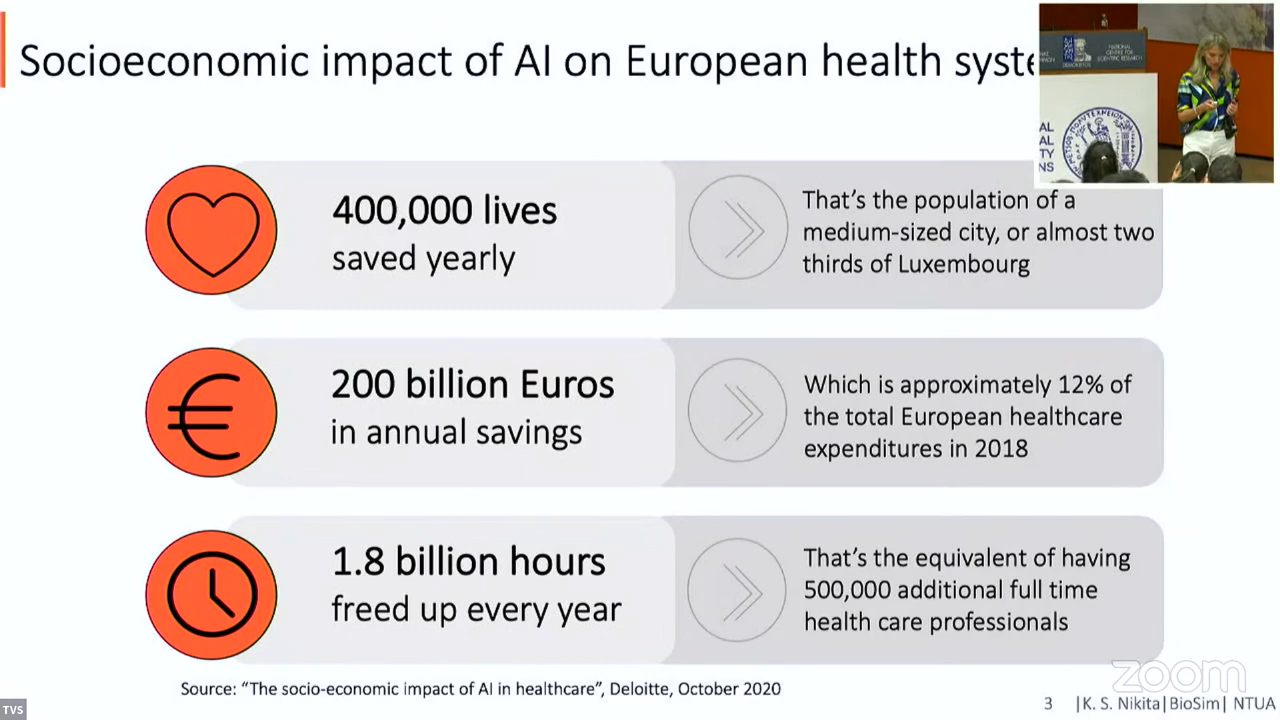 Socioeconomic impact of AI on European health
400,000 lives
saved yearly
That's the population of a
medium-sized city, or almost two
thirds of Luxembourg
200 billion Euros
in annual savings
Which is approximately 12% of
the total European healthcare
expenditures in 2018
1.8 billion hours
freed up every year
That's the equivalent of having
500,000 additional full time
health care professionals
Source: "The socio-economic impact of AI in healthcare", Deloitte, October 2020
3 |K. S. Nikita|BioSim| NTUA
zoom
TVS
NATIONAL
CENTRE FOR
SCIENTIFIC RESEARCH